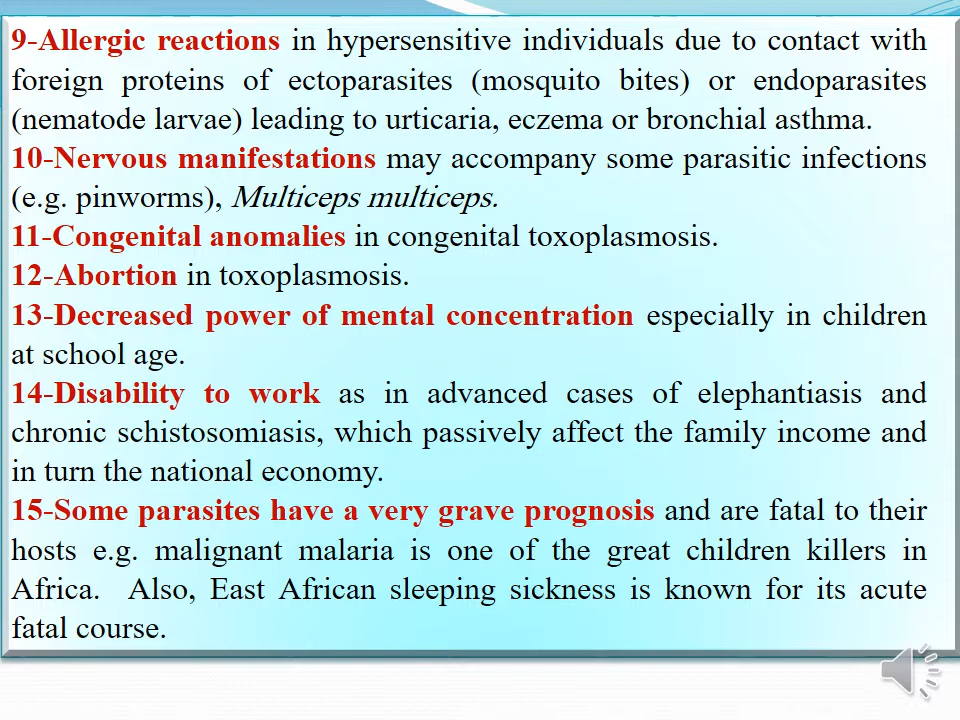 9-Allergic reactions in hypersensitive individuals due to contact with
foreign proteins of ectoparasites (mosquito bites) or endoparasites
(nematode larvae) leading to urticaria, eczema or bronchial asthma.
10-Nervous manifestations may accompany some parasitic infections
(e.g. pinworms), Multiceps multiceps.
11-Congenital anomalies in congenital toxoplasmosis.
12-Abortion in toxoplasmosis.
13-Decreased power of mental concentration especially in children
at school age.
14-Disability to work as in advanced cases of elephantiasis and
chronic schistosomiasis, which passively affect the family income and
in turn the national economy.
15-Some parasites have a very grave prognosis and are fatal to their
hosts e.g. malignant malaria is one of the great children killers in
Africa.  Also, East African sleeping sickness is known for its acute
fatal course.